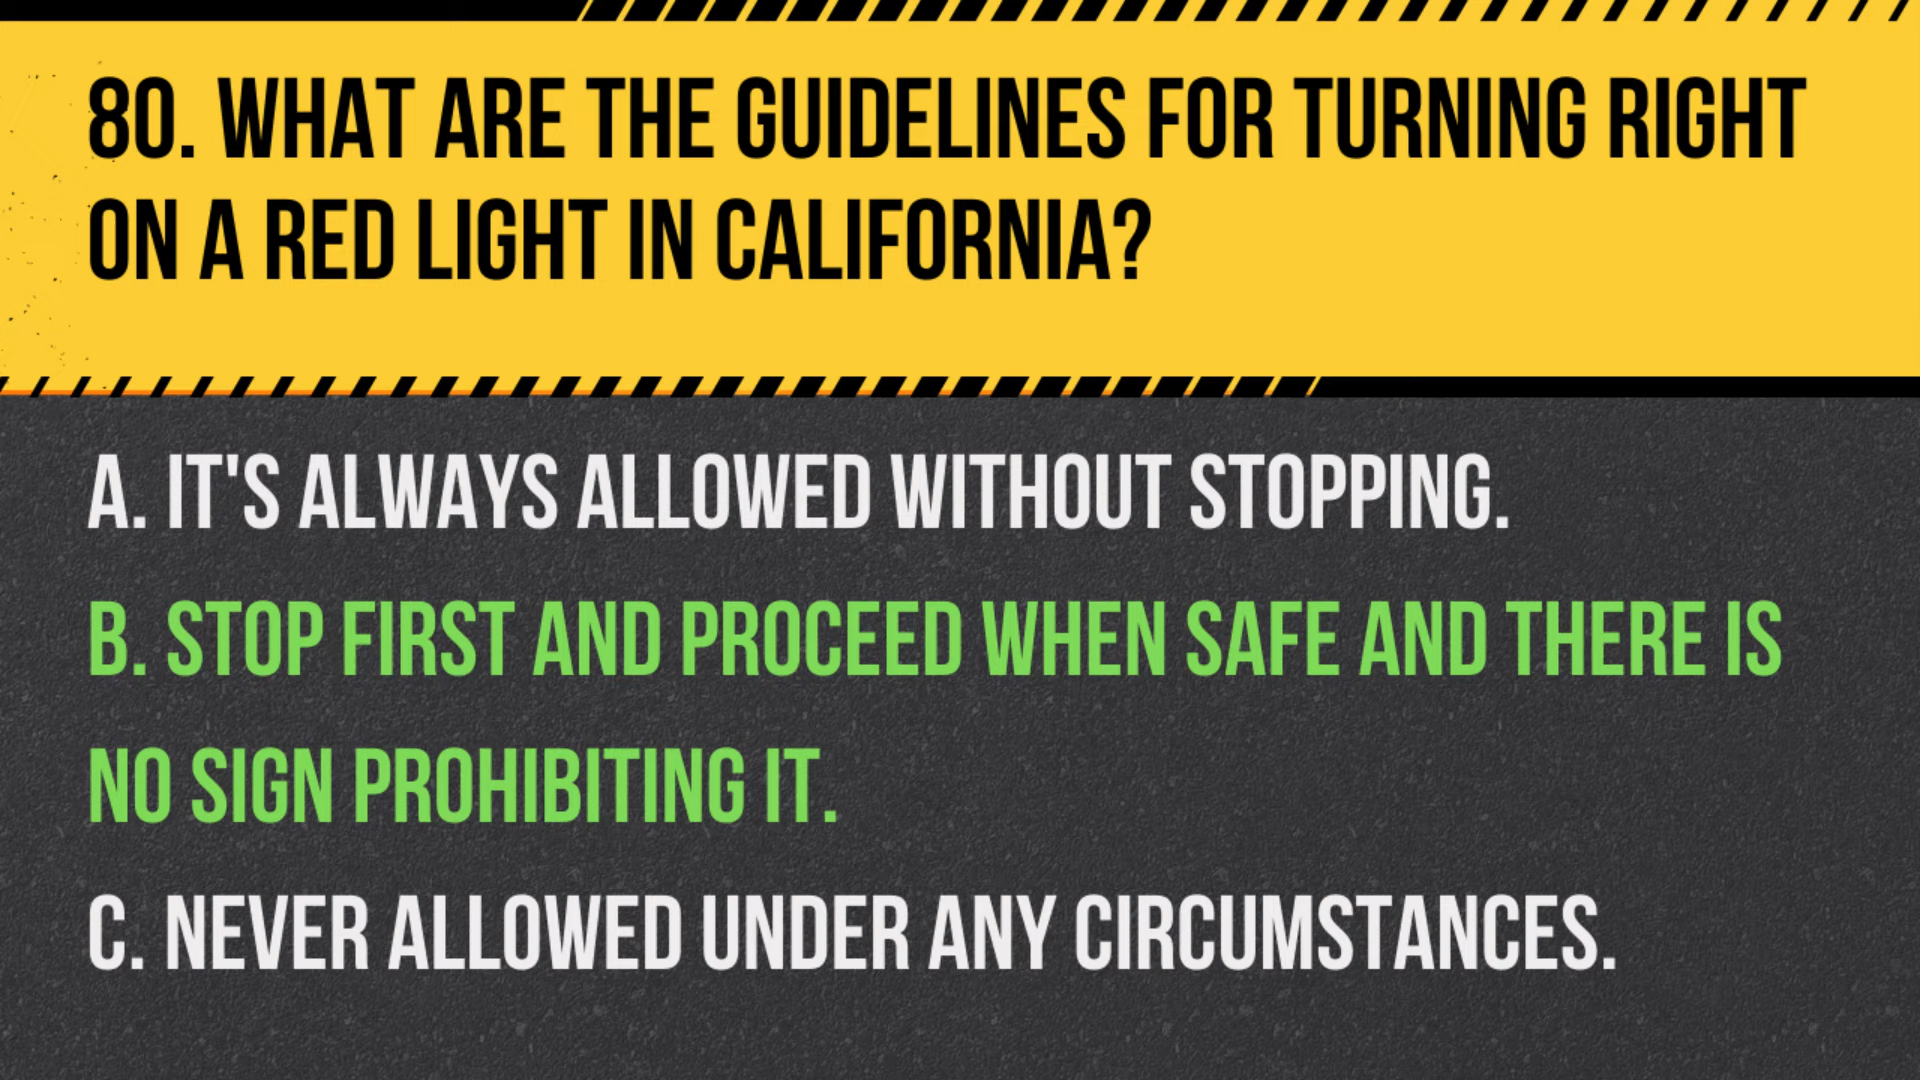 80. WHAT ARE THE GUIDELINES FOR TURNING RIGHT
ON A RED LIGHT IN CALIFORNIA?
A. IT'S ALWAYS ALLOWED WITHOUT STOPPING.
B. STOP FIRST AND PROCEED WHEN SAFE AND THERE IS
NO SIGN PROHIBITING IT.
C. NEVER ALLOWED UNDER ANY CIRCUMSTANCES.